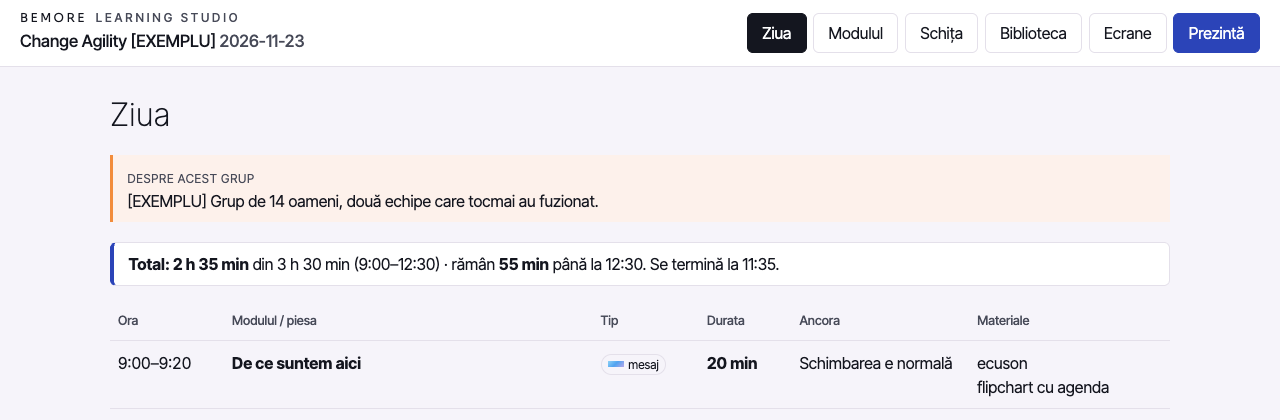 BEMORE LEARNING STUDIO
Change Agility [EXEMPLU] 2026-11-23
Ziua
Modulul
Schița
Biblioteca
Ecrane
Prezintă
Ziua
DESPRE ACEST GRUP
[EXEMPLU] Grup de 14 oameni, două echipe care tocmai au fuzionat.
Total: 2 h 35 min din 3 h 30 min (9:00–12:30) · rămân 55 min până la 12:30. Se termină la 11:35.
Ora Modulul / piesa Tip Durata Ancora Materiale
9:00–9:20 De ce suntem aici mesaj 20 min Schimbarea e normală ecuson
flipchart cu agenda